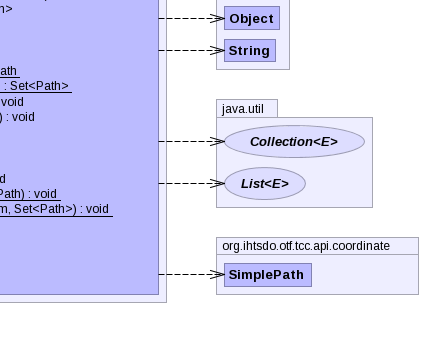 >
ath
: Set<Path>
void
) : void
d
Path) : void
m, Set<Path>) : void
Object
String
java.util
Collection<E>
List<E>
org.ihtsdo.otf.tcc.api.coordinate
SimplePath